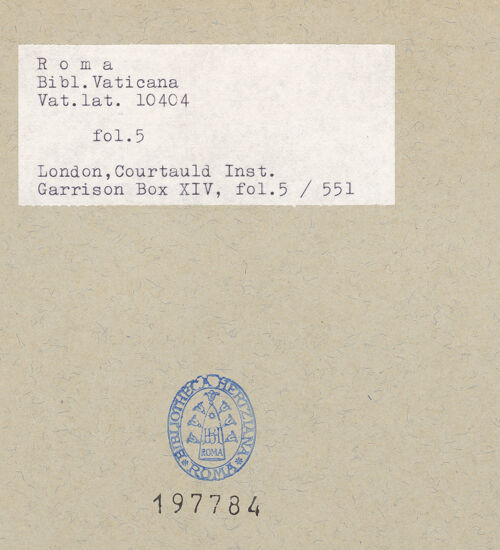 R o m a
Bibl.Vaticana
Vat.lat. 10404
fol.5
London,Courtauld Inst.
Garrison Box XIV, fol.5 / 551
BIBLIOTHECA HERTZIANA
ROMA
* ROMA *
197784